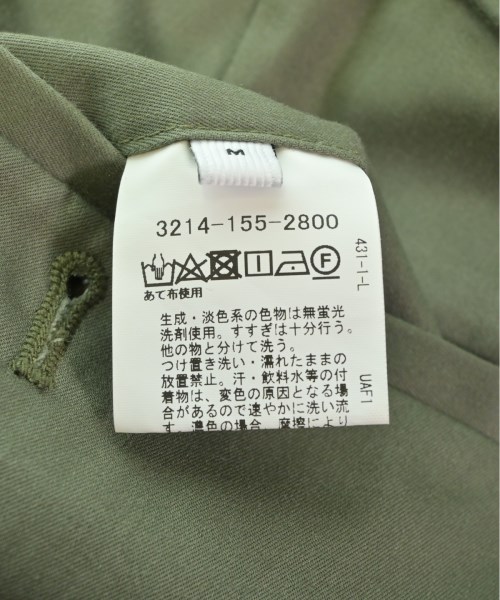 M
3214-155-2800
F
あて布使用
生成・淡色系の色物は無蛍光
洗剤使用。すすぎは十分行う。
他の物と分けて洗う。
つけ置き洗い・濡れたままの
放置禁止。汗・飲料水等の付
着物は、変色の原因となる場
合があるので速やかに洗い流
す。濃色の場合、摩擦により
431-I-L
UAF1